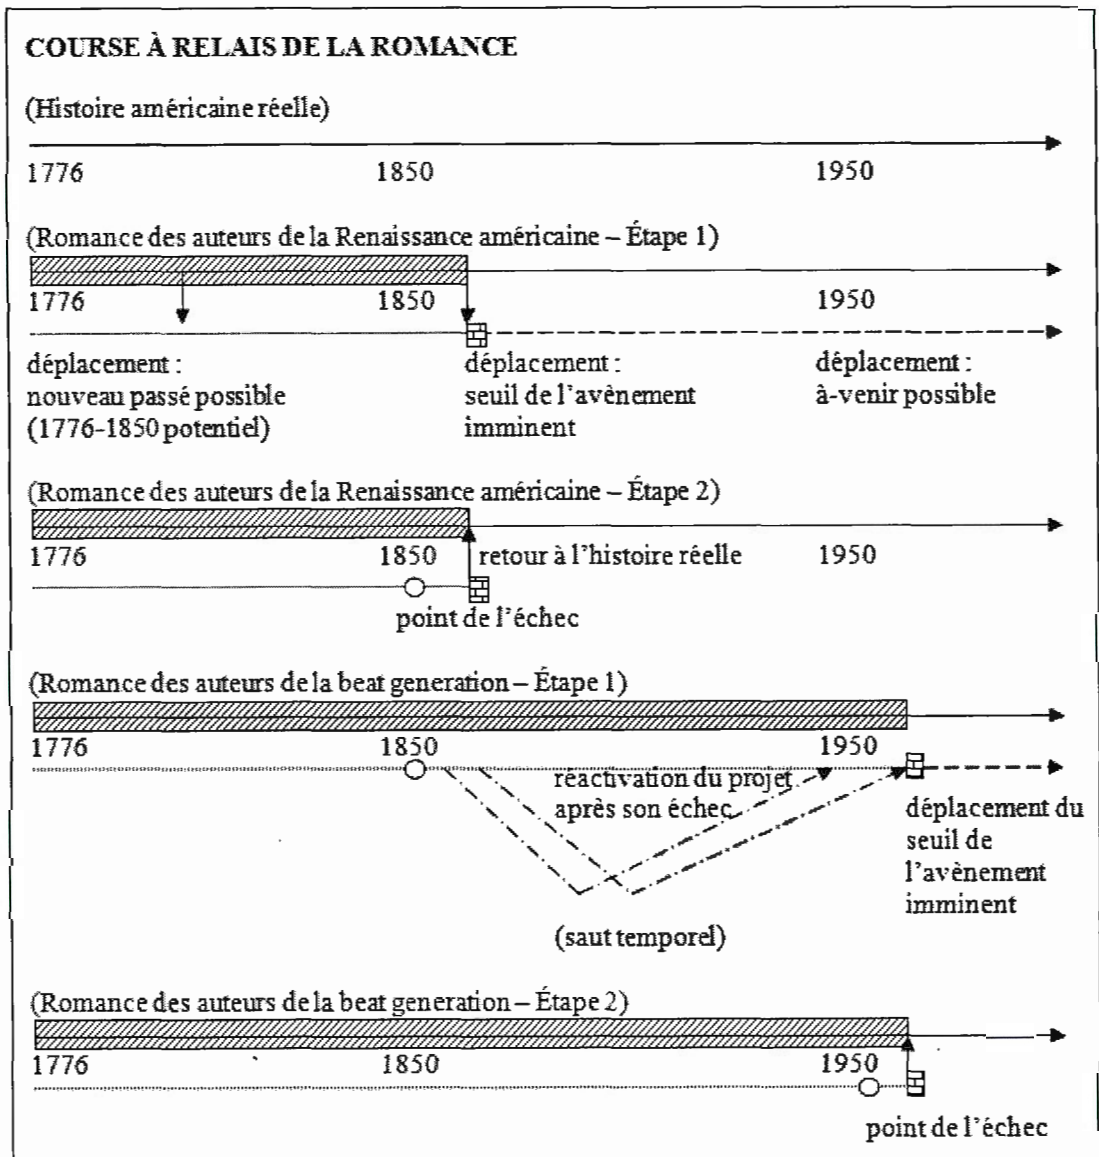 COURSE À RELAIS DE LA ROMANCE
(Histoire américaine réelle)
1776 1850 1950
(Romance des auteurs de la Renaissance américaine – Étape 1)
1776 1850 1950
déplacement : déplacement : déplacement :
nouveau passé possible seuil de l'avènement à-venir possible
(1776-1850 potentiel) imminent
(Romance des auteurs de la Renaissance américaine – Étape 2)
1776 1850 retour à l'histoire réelle 1950
point de l'échec
(Romance des auteurs de la beat generation – Étape 1)
1776 1850 1950
réactivation du projet
après son échec
déplacement du
seuil de
l'avènement
imminent
(saut temporel)
(Romance des auteurs de la beat generation – Étape 2)
1776 1850 1950
point de l'échec